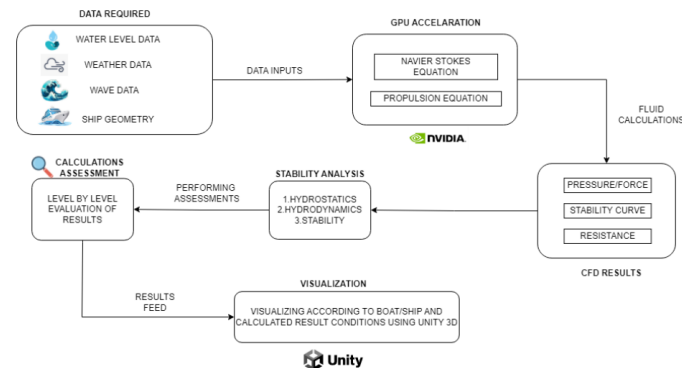 DATA REQUIRED
WATER LEVEL DATA
WEATHER DATA
WAVE DATA
SHIP GEOMETRY
DATA INPUTS
GPU ACCELARATION
NAVIER STOKES
EQUATION
PROPULSION EQUATION
NVIDIA.
FLUID
CALCULATIONS
PRESSURE/FORCE
STABILITY CURVE
RESISTANCE
CFD RESULTS
STABILITY ANALYSIS
1.HYDROSTATICS
2.HYDRODYNAMICS
3.STABILITY
PERFORMING
ASSESSMENTS
CALCULATIONS
ASSESSMENT
LEVEL BY LEVEL
EVALUATION OF
RESULTS
RESULTS
FEED
VISUALIZATION
VISUALIZING ACCORDING TO BOAT/SHIP AND
CALCULATED RESULT CONDITIONS USING UNITY 3D
Unity